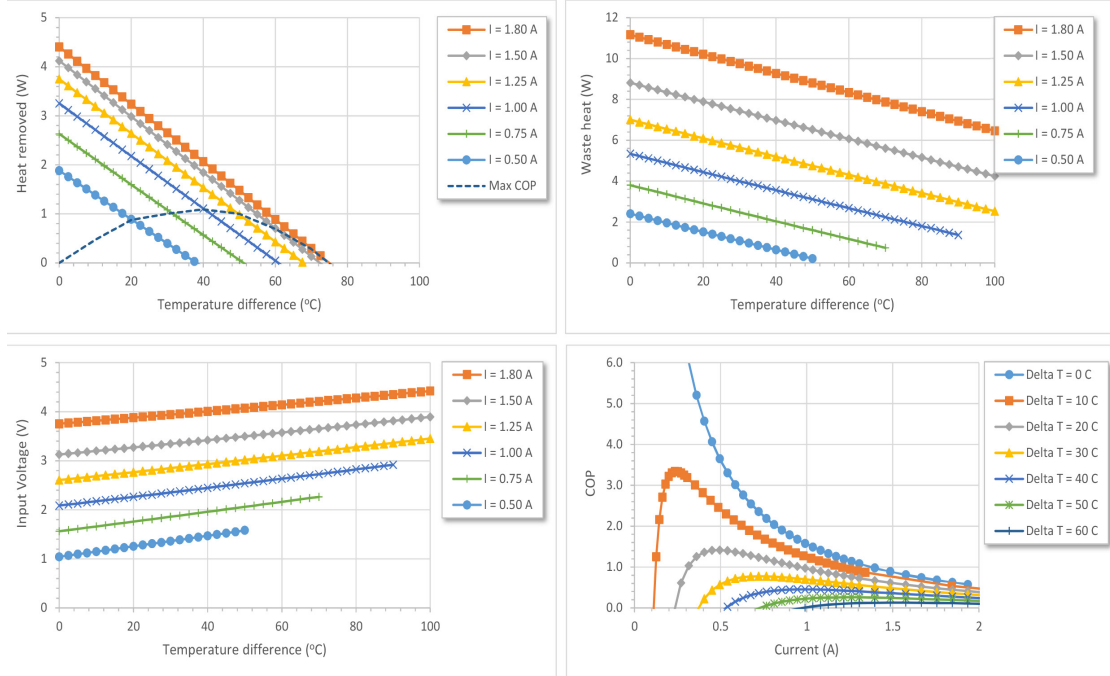 5
4
3
2
1
0
Heat removed (W)
0
20
40
60
80
100
Temperature difference (ºC)
I = 1.80 A
I = 1.50 A
I = 1.25 A
I = 1.00 A
I = 0.75 A
I = 0.50 A
Max COP
12
10
8
6
4
2
0
Waste heat (W)
0
20
40
60
80
100
Temperature difference (ºC)
I = 1.80 A
I = 1.50 A
I = 1.25 A
I = 1.00 A
I = 0.75 A
I = 0.50 A
5
4
3
2
1
0
Input Voltage (V)
0
20
40
60
80
100
Temperature difference (ºC)
I = 1.80 A
I = 1.50 A
I = 1.25 A
I = 1.00 A
I = 0.75 A
I = 0.50 A
6.0
5.0
4.0
3.0
2.0
1.0
0.0
COP
0
0.5
1
1.5
2
Current (A)
Delta T = 0 C
Delta T = 10 C
Delta T = 20 C
Delta T = 30 C
Delta T = 40 C
Delta T = 50 C
Delta T = 60 C